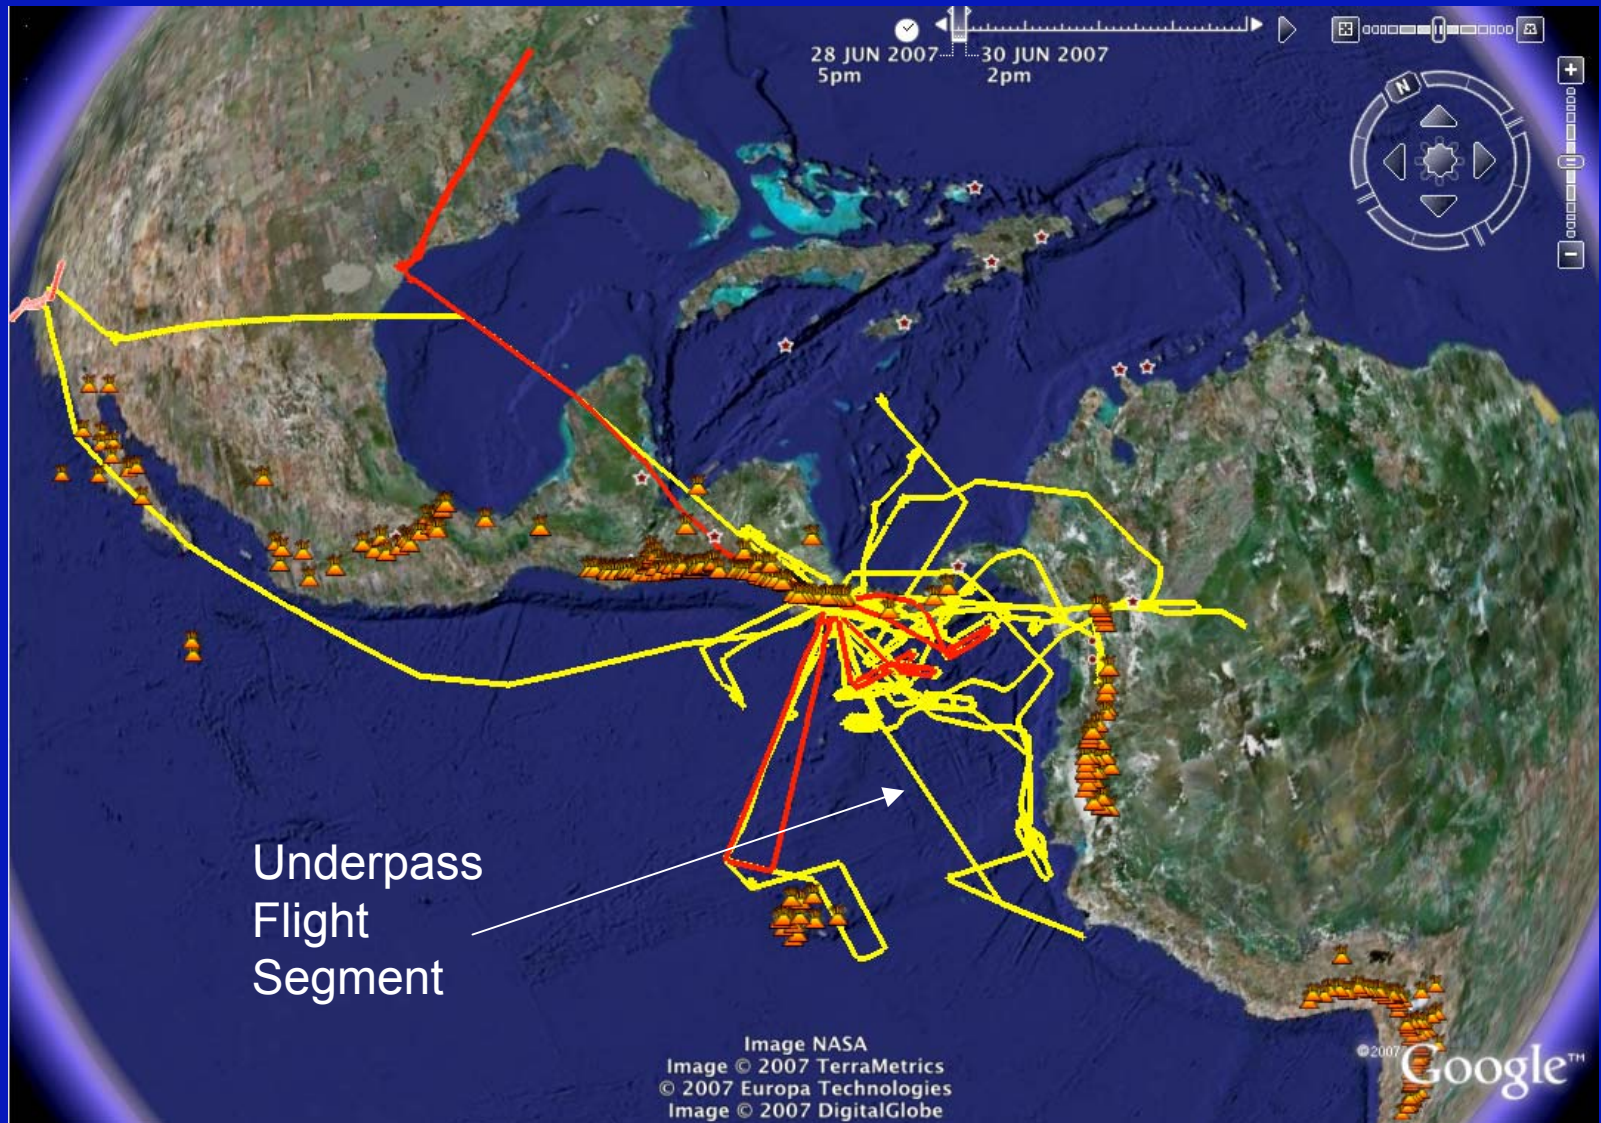 28 JUN 2007 30 JUN 2007
5pm 2pm
N
Underpass
Flight
Segment
Image NASA
Image © 2007 TerraMetrics
© 2007 Europa Technologies
Image © 2007 DigitalGlobe
©2007 Google™